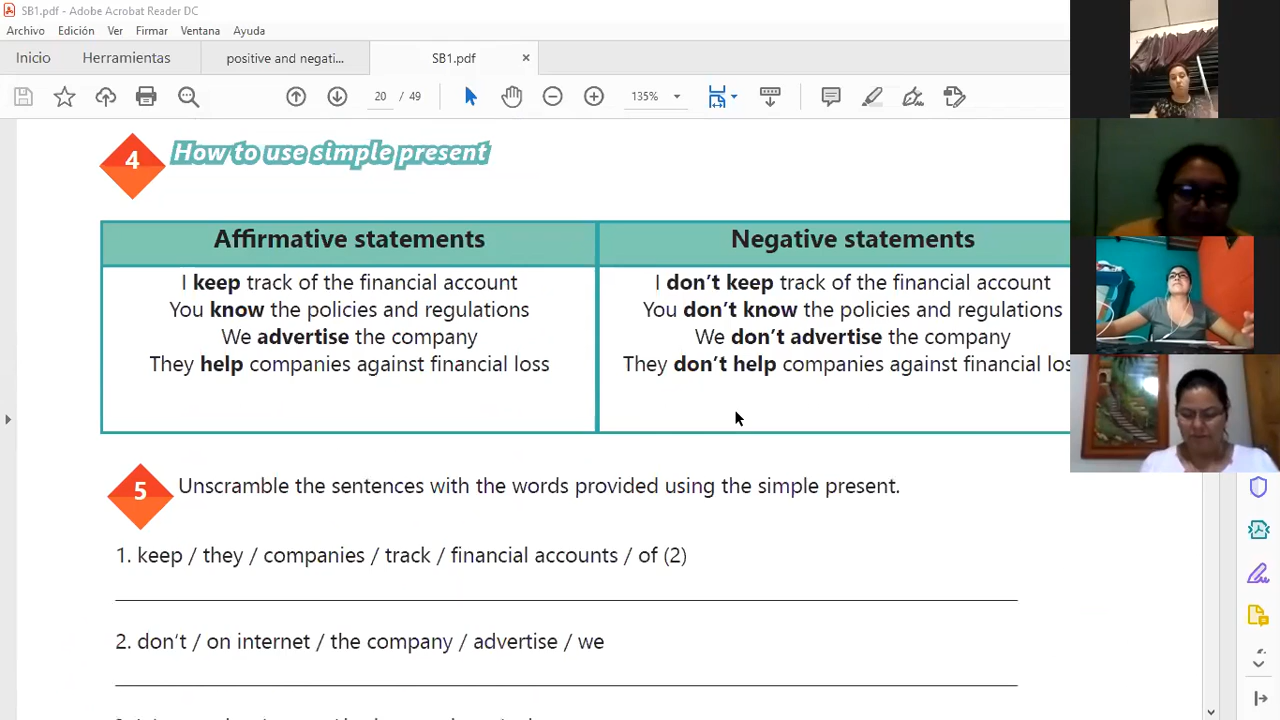 SB1.pdf - Adobe Acrobat Reader DC
Archivo Edición Ver Firmar Ventana Ayuda
Inicio Herramientas positive and negati... SB1.pdf ×
20 / 49 135%
4 How to use simple present
Affirmative statements Negative statements
I keep track of the financial account I don't keep track of the financial account
You know the policies and regulations You don't know the policies and regulations
We advertise the company We don't advertise the company
They help companies against financial loss They don't help companies against financial los
5 Unscramble the sentences with the words provided using the simple present.
1. keep / they / companies / track / financial accounts / of (2)
2. don't / on internet / the company / advertise / we